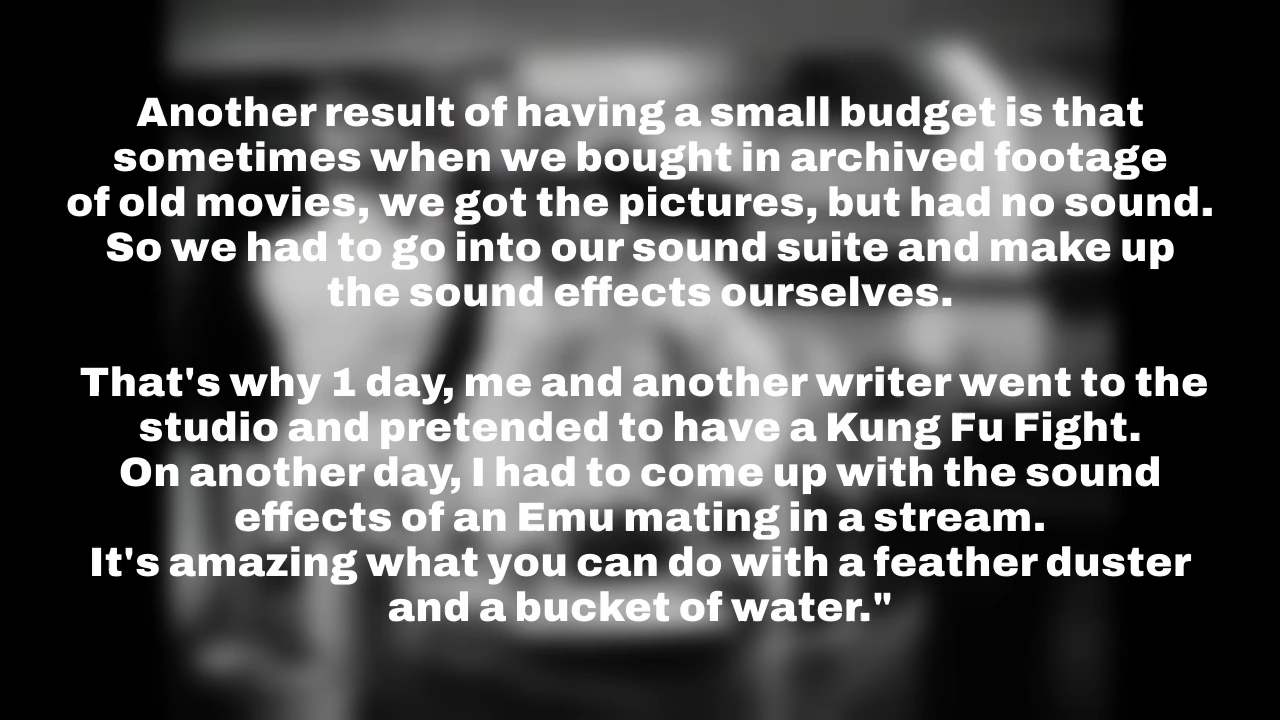 Another result of having a small budget is that
sometimes when we bought in archived footage
of old movies, we got the pictures, but had no sound.
So we had to go into our sound suite and make up
the sound effects ourselves.
That's why 1 day, me and another writer went to the
studio and pretended to have a Kung Fu Fight.
On another day, I had to come up with the sound
effects of an Emu mating in a stream.
It's amazing what you can do with a feather duster
and a bucket of water."